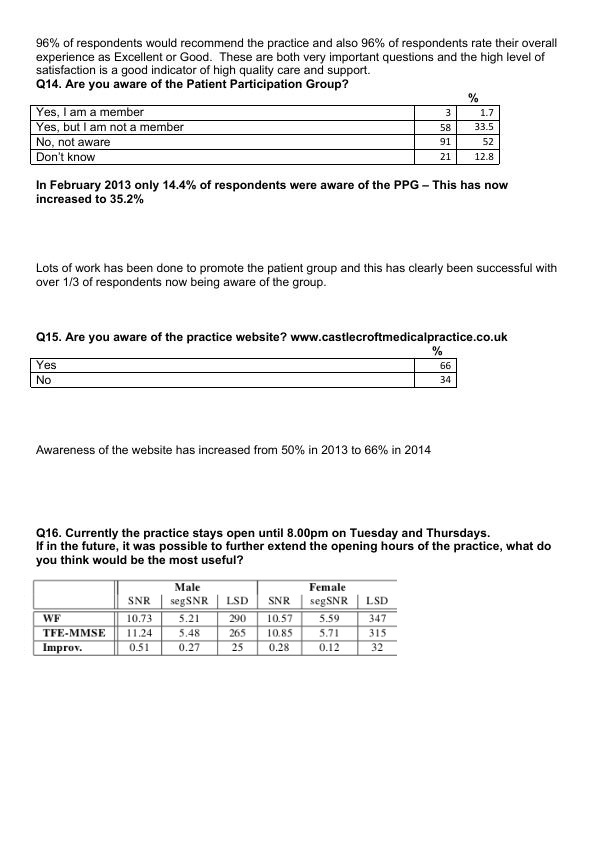 96% of respondents would recommend the practice and also 96% of respondents rate their overall
experience as Excellent or Good.  These are both very important questions and the high level of
satisfaction is a good indicator of high quality care and support.
Q14. Are you aware of the Patient Participation Group?
%
Yes, I am a member 3 1.7
Yes, but I am not a member 58 33.5
No, not aware 91 52
Don't know 21 12.8
In February 2013 only 14.4% of respondents were aware of the PPG – This has now
increased to 35.2%
Lots of work has been done to promote the patient group and this has clearly been successful with
over 1/3 of respondents now being aware of the group.
Q15. Are you aware of the practice website? www.castlecroftmedicalpractice.co.uk
%
Yes 66
No 34
Awareness of the website has increased from 50% in 2013 to 66% in 2014
Q16. Currently the practice stays open until 8.00pm on Tuesday and Thursdays.
If in the future, it was possible to further extend the opening hours of the practice, what do
you think would be the most useful?
Male Female
SNR segSNR LSD SNR segSNR LSD
WF 10.73 5.21 290 10.57 5.59 347
TFE-MMSE 11.24 5.48 265 10.85 5.71 315
Improv. 0.51 0.27 25 0.28 0.12 32